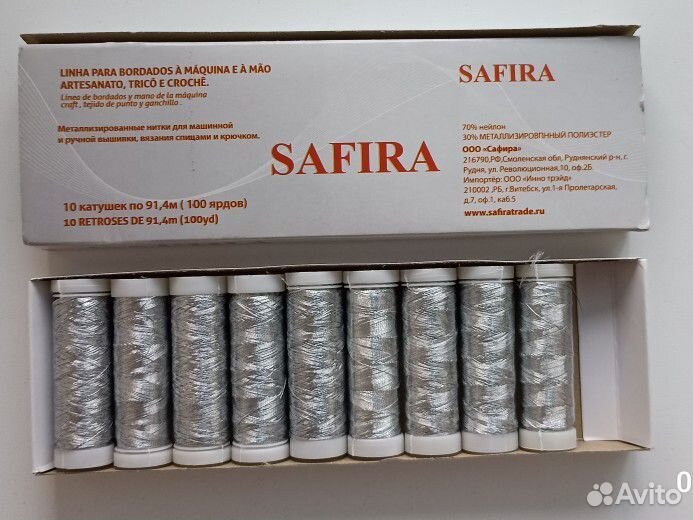 LINHA PARA BORDADOS À MÁQUINA E À MÃO
ARTESANATO, TRICÔ E CROCHÊ.
Línea de bordados y mano de la máquina
craft, tejido de punto y ganchillo.
Металлизированные нитки для машинной
и ручной вышивки, вязания спицами и крючком.
SAFIRA
10 катушек по 91,4м ( 100 ярдов)
10 RETROSES DE 91,4m (100yd)
SAFIRA
70% нейлон
30% МЕТАЛЛИЗИРОВПННЫЙ ПОЛИЭСТЕР
ООО «Сафира»
216790,РФ,Смоленская обл, Руднянский р-н, г.
Рудня, ул. Революционная,10, оф.2Б.
Импортёр: ООО «Инно трэйд»
210002 ,РБ, г.Витебск, ул.1-я Пролетарская,
д.7, оф.1, каб.5
www.safiratrade.ru
0
Avito